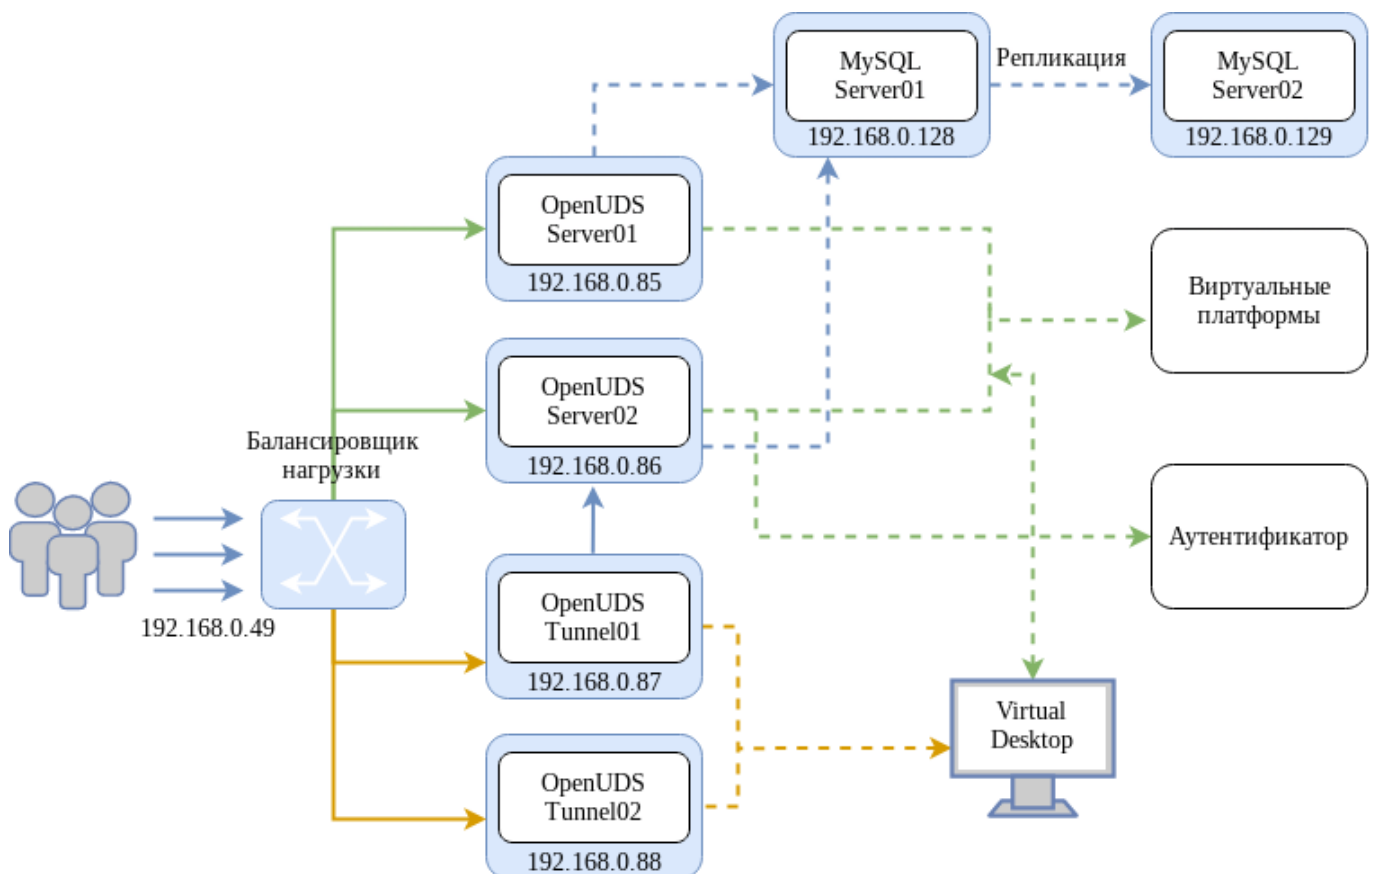 MySQL
Server01
192.168.0.128
Репликация
MySQL
Server02
192.168.0.129
OpenUDS
Server01
192.168.0.85
Виртуальные
платформы
OpenUDS
Server02
192.168.0.86
Балансировщик
нагрузки
192.168.0.49
Аутентификатор
OpenUDS
Tunnel01
192.168.0.87
Virtual
Desktop
OpenUDS
Tunnel02
192.168.0.88